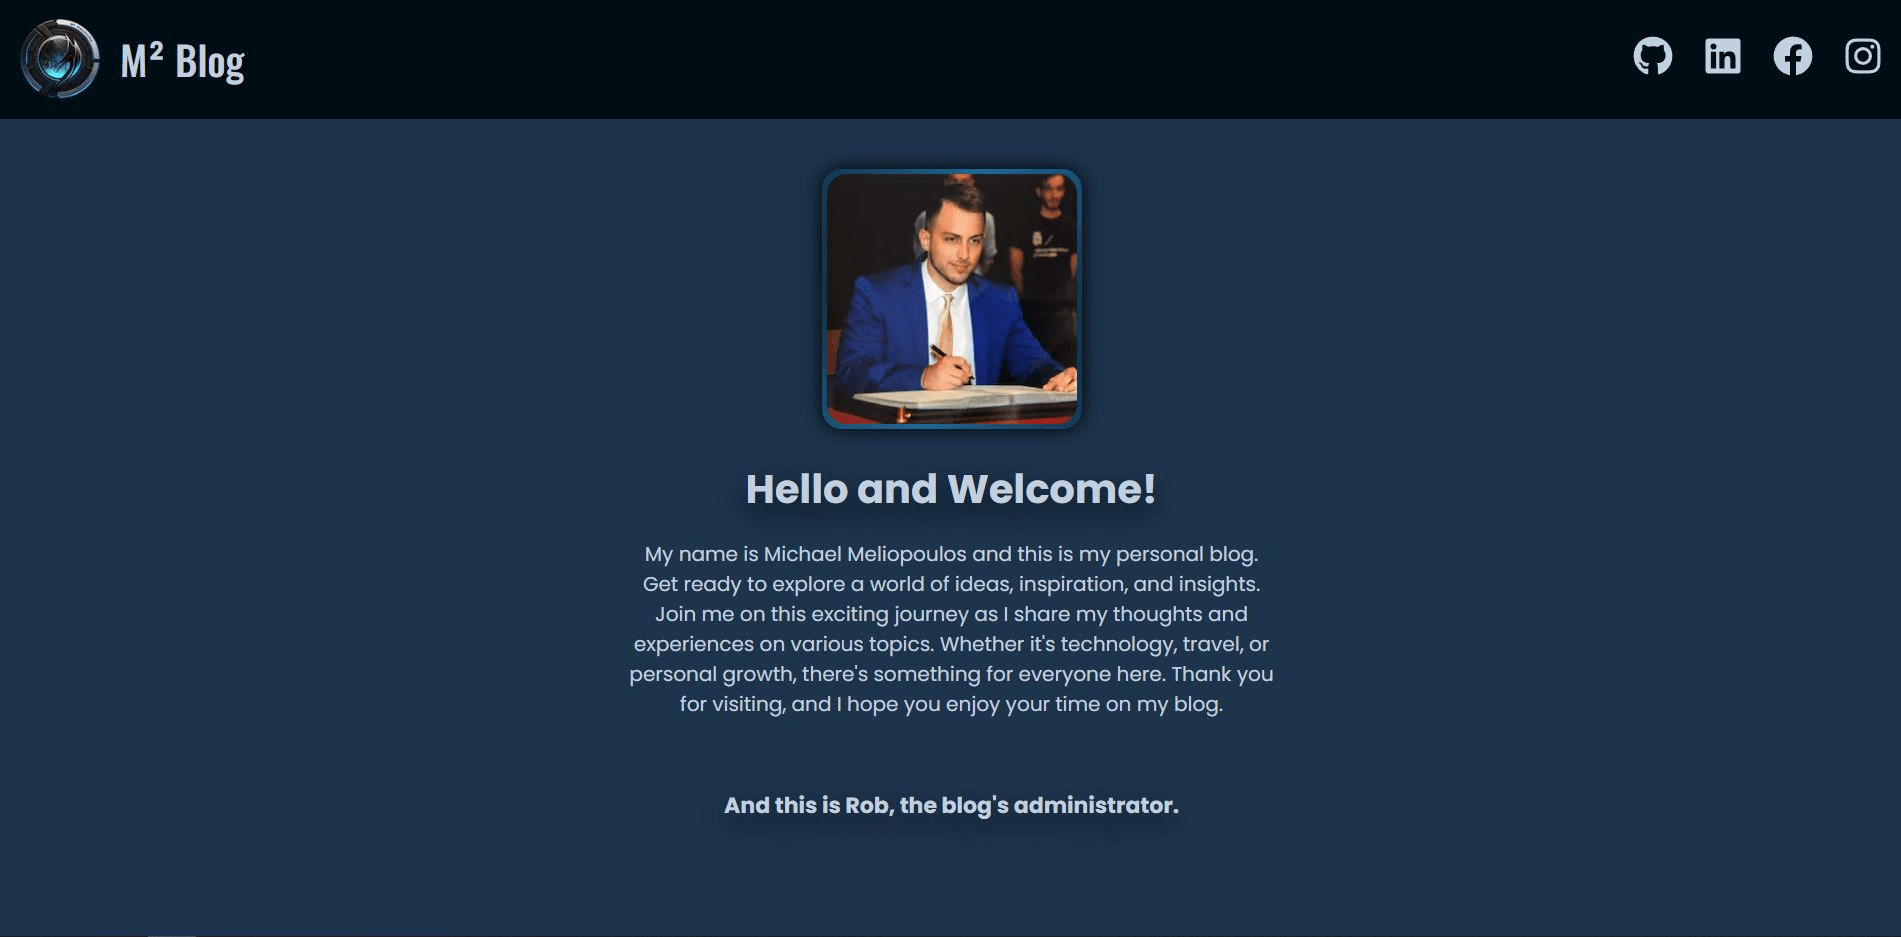 M² Blog
Hello and Welcome!
My name is Michael Meliopoulos and this is my personal blog.
Get ready to explore a world of ideas, inspiration, and insights.
Join me on this exciting journey as I share my thoughts and
experiences on various topics. Whether it's technology, travel, or
personal growth, there's something for everyone here. Thank you
for visiting, and I hope you enjoy your time on my blog.
And this is Rob, the blog's administrator.